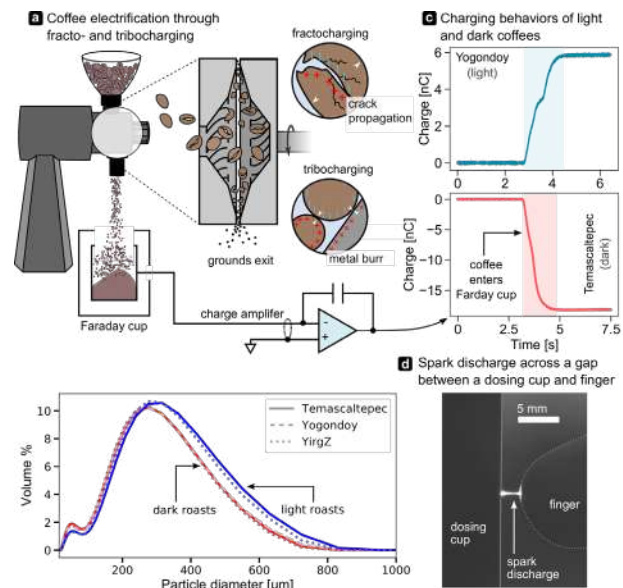 a Coffee electrification through
fracto- and tribocharging
fractocharging
crack
propagation
tribocharging
metal burr
grounds exit
Faraday cup
charge amplifer
c Charging behaviors of light
and dark coffees
Yogondoy
(light)
Charge [nC]
6
4
2
0
0 2 4 6
Charge [nC]
0
−5
−10
−15
coffee
enters
Farday cup
Temascaltepec
(dark)
0.0 2.5 5.0 7.5
Time [s]
Volume %
10
8
6
4
2
0
Temascaltepec
Yogondoy
YirgZ
dark roasts
light roasts
200 400 600 800 1000
Particle diameter [um]
d Spark discharge across a gap
between a dosing cup and finger
5 mm
dosing
cup
finger
spark
discharge